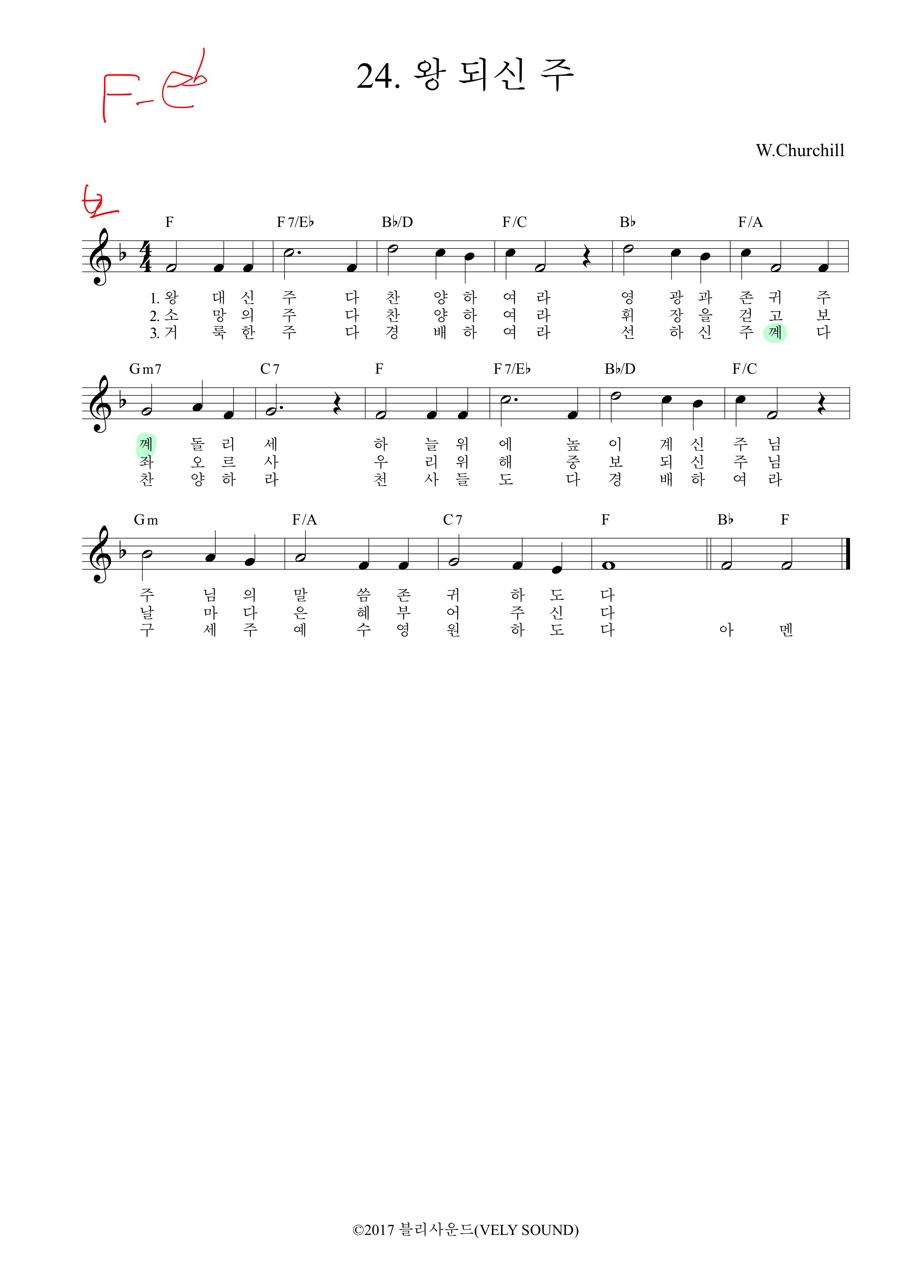 F - Eb
24. 왕 되신 주
W.Churchill
F F7/E♭ B♭/D F/C B♭ F/A
1. 왕 대 신 주 다 찬 양 하 여 라 영 광 과 존 귀 주
2. 소 망 의 주 다 찬 양 하 여 라 휘 장 을 걷 고 보
3. 거 룩 한 주 다 경 배 하 여 라 선 하 신 주 꼐 다
Gm7 C7 F F7/E♭ B♭/D F/C
꼐 돌 리 세 하 늘 위 에 높 이 계 신 주 님
좌 오 르 사 우 리 위 해 중 보 되 신 주 님
찬 양 하 라 천 사 들 도 다 경 배 하 여 라
Gm F/A C7 F B♭ F
주 님 의 말 씀 존 귀 하 도 다
날 마 다 은 혜 부 어 주 신 다
구 세 주 예 수 영 원 하 도 다 아 멘
©2017 블리사운드(VELY SOUND)